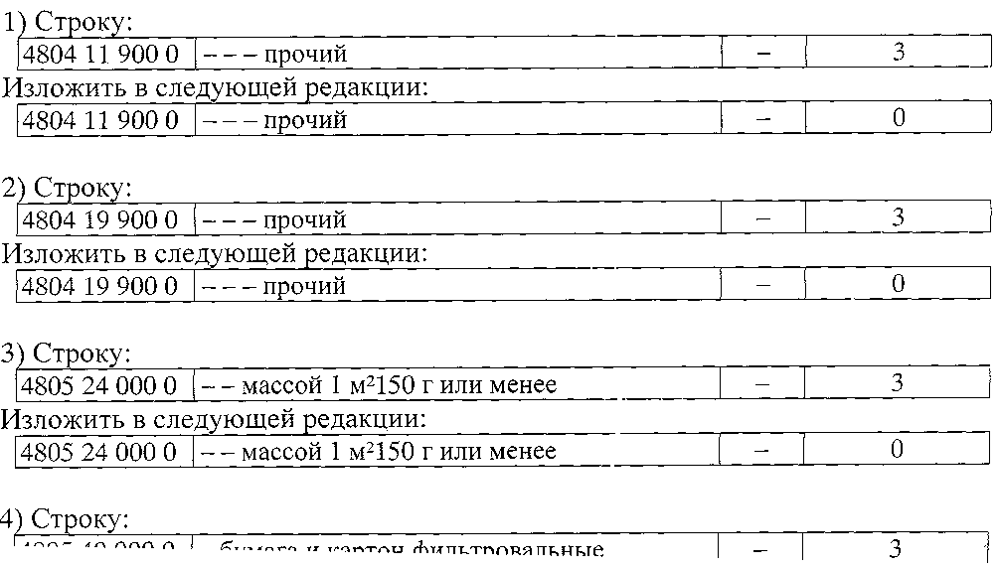 1) Строку:
4804 11 900 0 – – – прочий – 3
Изложить в следующей редакции:
4804 11 900 0 – – – прочий – 0
2) Строку:
4804 19 900 0 – – – прочий – 3
Изложить в следующей редакции:
4804 19 900 0 – – – прочий – 0
3) Строку:
4805 24 000 0 – – массой 1 м²150 г или менее – 3
Изложить в следующей редакции:
4805 24 000 0 – – массой 1 м²150 г или менее – 0
4) Строку:
– бумага и картон фильтровальные – 3